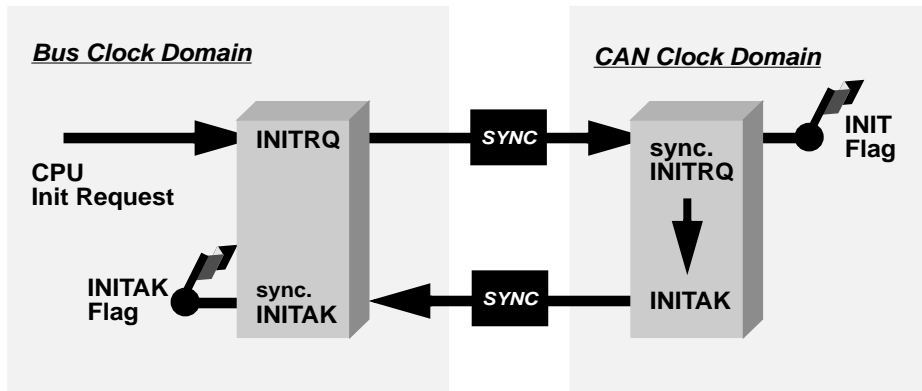 Bus Clock Domain
CAN Clock Domain
CPU
Init Request
INITRQ
SYNC
sync.
INITRQ
INIT
Flag
INITAK
Flag
sync.
INITAK
SYNC
INITAK